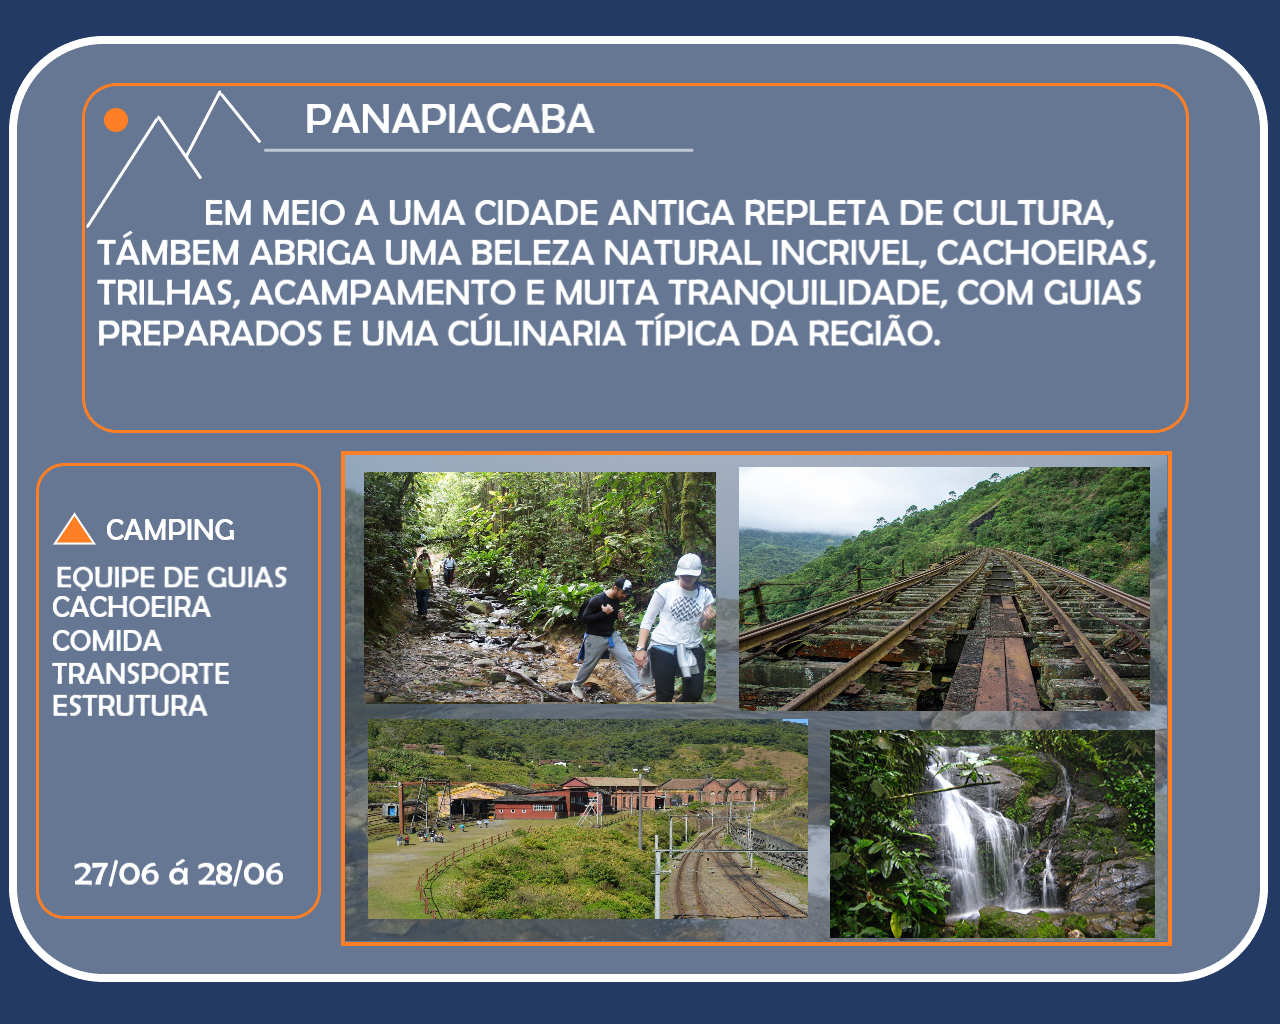 PANAPIACABA
EM MEIO A UMA CIDADE ANTIGA REPLETA DE CULTURA,
TÁMBEM ABRIGA UMA BELEZA NATURAL INCRIVEL, CACHOEIRAS,
TRILHAS, ACAMPAMENTO E MUITA TRANQUILIDADE, COM GUIAS
PREPARADOS E UMA CÚLINARIA TÍPICA DA REGIÃO.
CAMPING
EQUIPE DE GUIAS
CACHOEIRA
COMIDA
TRANSPORTE
ESTRUTURA
27/06 á 28/06